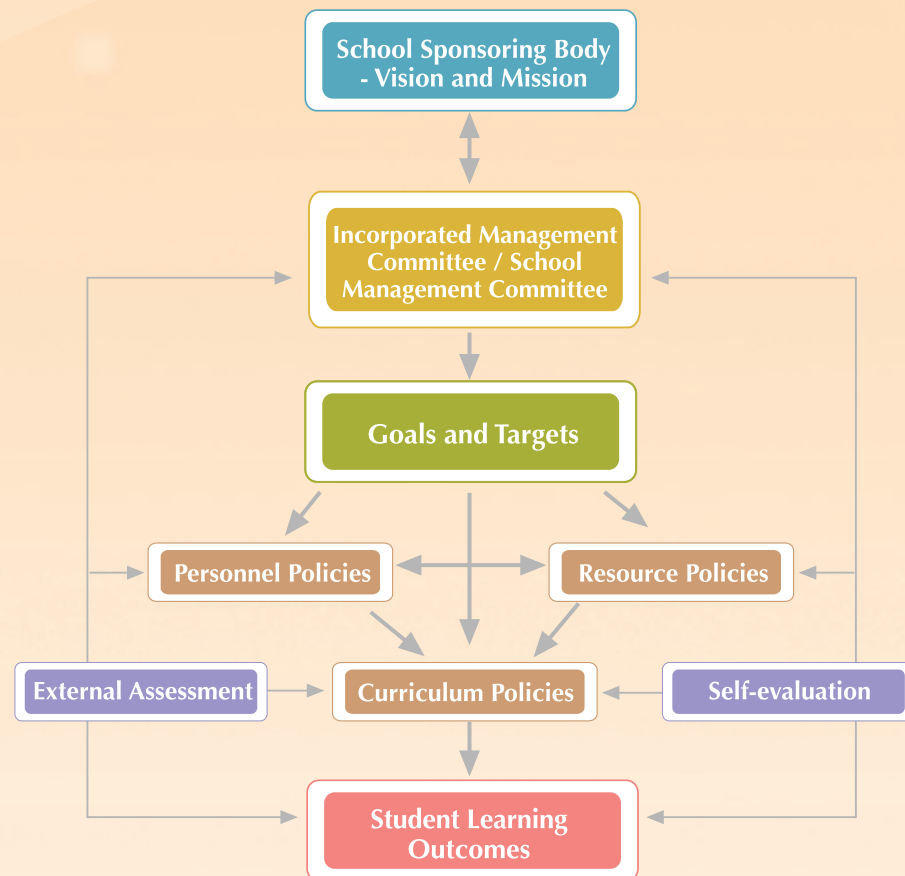 School Sponsoring Body
- Vision and Mission
Incorporated Management
Committee / School
Management Committee
Goals and Targets
Personnel Policies
Resource Policies
External Assessment
Curriculum Policies
Self-evaluation
Student Learning
Outcomes